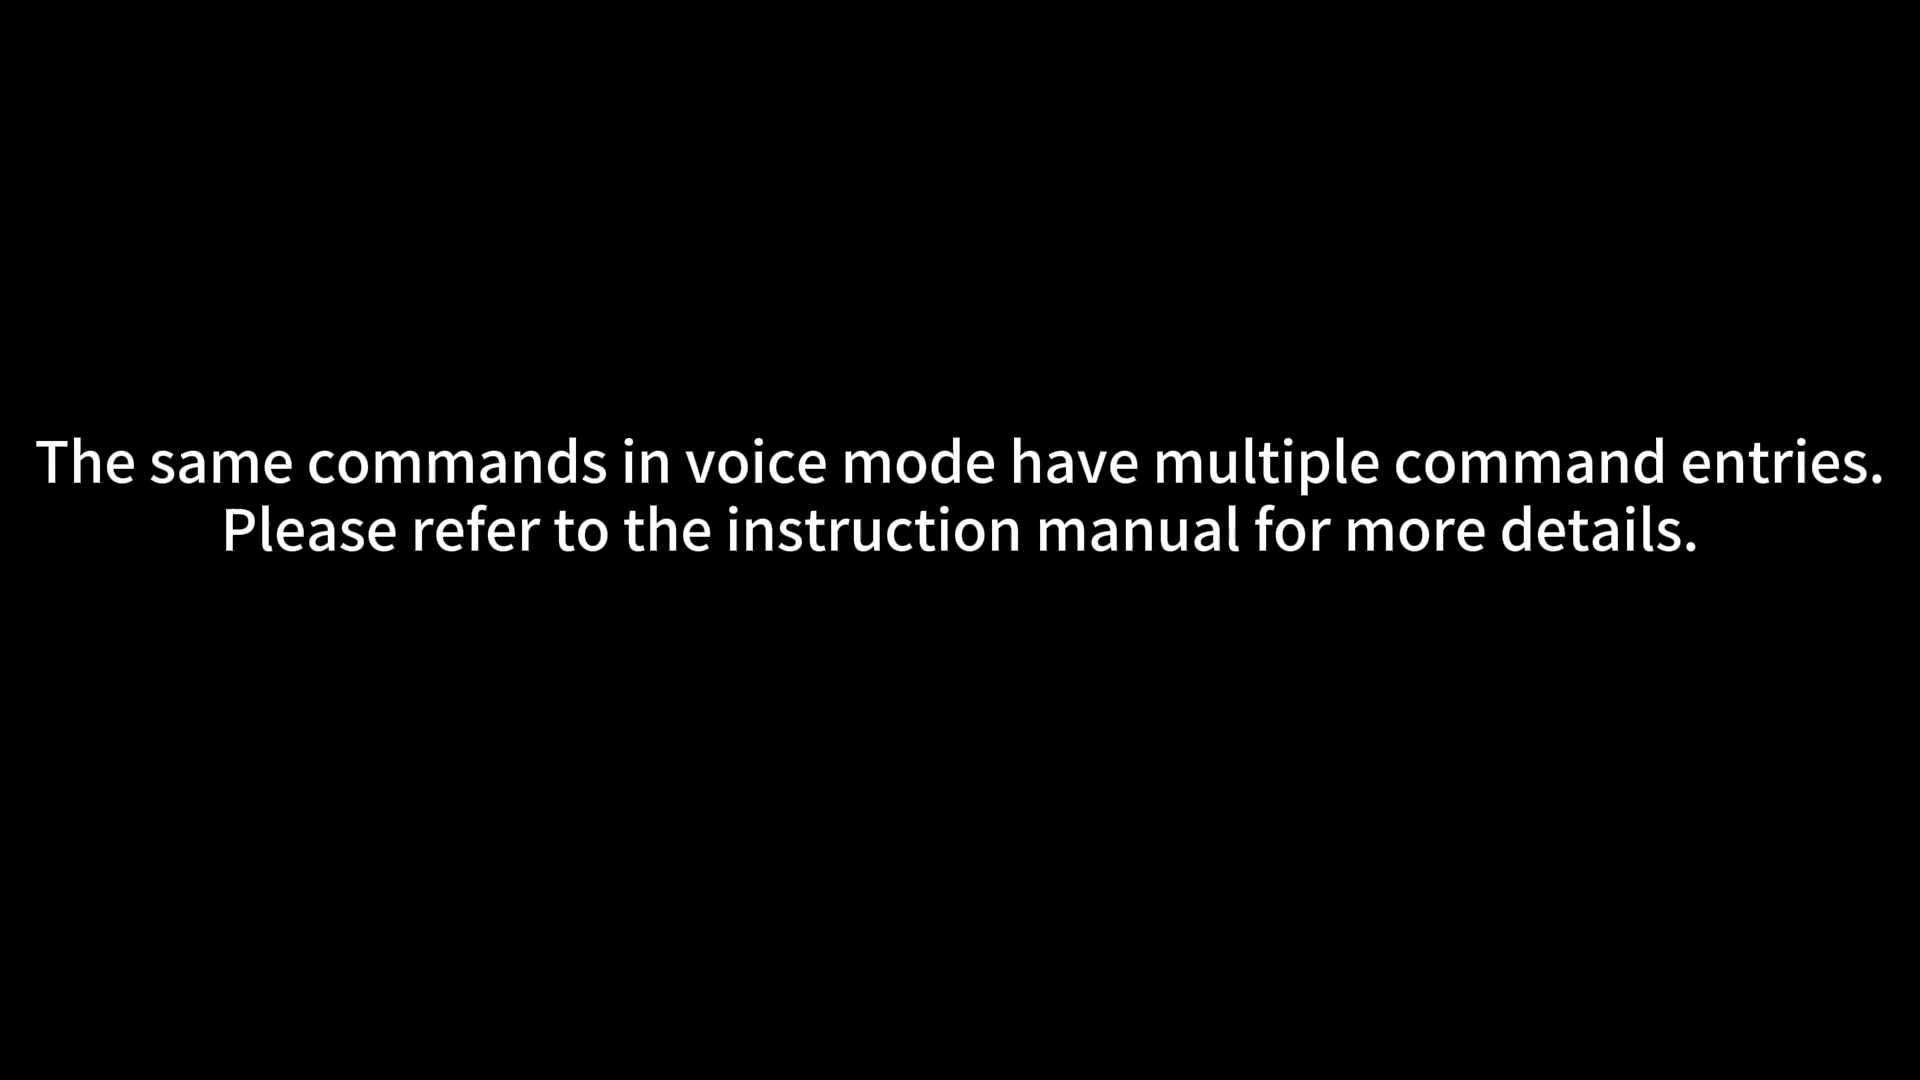 The same commands in voice mode have multiple command entries.
Please refer to the instruction manual for more details.